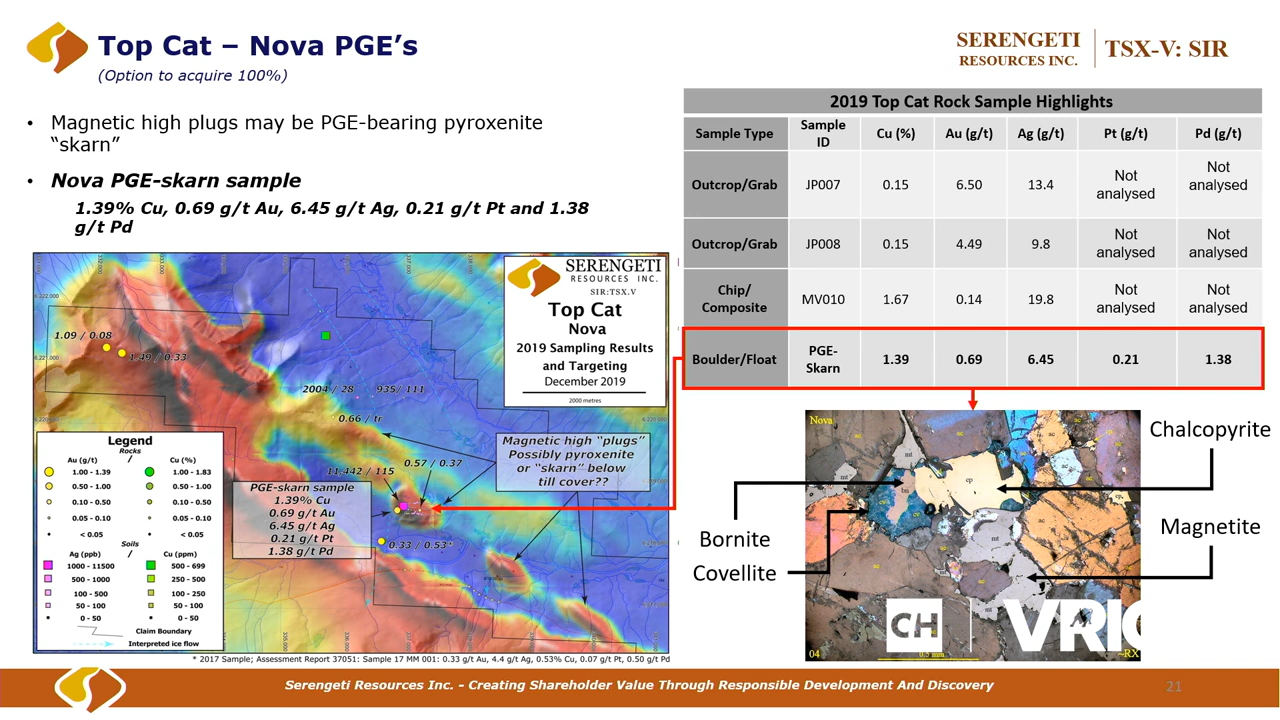 Top Cat – Nova PGE's
(Option to acquire 100%)
SERENGETI
RESOURCES INC.
TSX-V: SIR
• Magnetic high plugs may be PGE-bearing pyroxenite
“skarn”
• Nova PGE-skarn sample
1.39% Cu, 0.69 g/t Au, 6.45 g/t Ag, 0.21 g/t Pt and 1.38
g/t Pd
2019 Top Cat Rock Sample Highlights
Sample Type Sample ID Cu (%) Au (g/t) Ag (g/t) Pt (g/t) Pd (g/t)
Outcrop/Grab JP007 0.15 6.50 13.4 Not analysed Not analysed
Outcrop/Grab JP008 0.15 4.49 9.8 Not analysed Not analysed
Chip/ Composite MV010 1.67 0.14 19.8 Not analysed Not analysed
Boulder/Float PGE-Skarn 1.39 0.69 6.45 0.21 1.38
SERENGETI
RESOURCES INC.
SIR:TSX.V
Top Cat
Nova
2019 Sampling Results
and Targeting
December 2019
2000 metres
1.09 / 0.08
1.49 / 0.33
2004 / 28
935/ 111
0.66 / tr
11,442 / 115
0.57 / 0.37
Magnetic high “plugs”
Possibly pyroxenite
or “skarn” below
till cover??
PGE-skarn sample
1.39% Cu
0.69 g/t Au
6.45 g/t Ag
0.21 g/t Pt
1.38 g/t Pd
0.33 / 0.53*
Legend
Rocks
Au (g/t) / Cu (%)
1.00 - 1.39 1.00 - 1.83
0.50 - 1.00 0.50 - 1.00
0.10 - 0.50 0.10 - 0.50
0.05 - 0.10 0.05 - 0.10
< 0.05 < 0.05
Soils
Ag (ppb) / Cu (ppm)
1000 - 11500 500 - 699
500 - 1000 250 - 500
100 - 500 100 - 250
50 - 100 50 - 100
0 - 50 0 - 50
Claim Boundary
Interpreted ice flow
* 2017 Sample; Assessment Report 37051: Sample 17 MM 001: 0.33 g/t Au, 4.4 g/t Ag, 0.53% Cu, 0.07 g/t Pt, 0.50 g/t Pd
Nova
Chalcopyrite
Bornite
Magnetite
Covellite
mt
bn
cp
mt
CH
VRIC
04
0.5 mm
~RX
Serengeti Resources Inc. - Creating Shareholder Value Through Responsible Development And Discovery
21